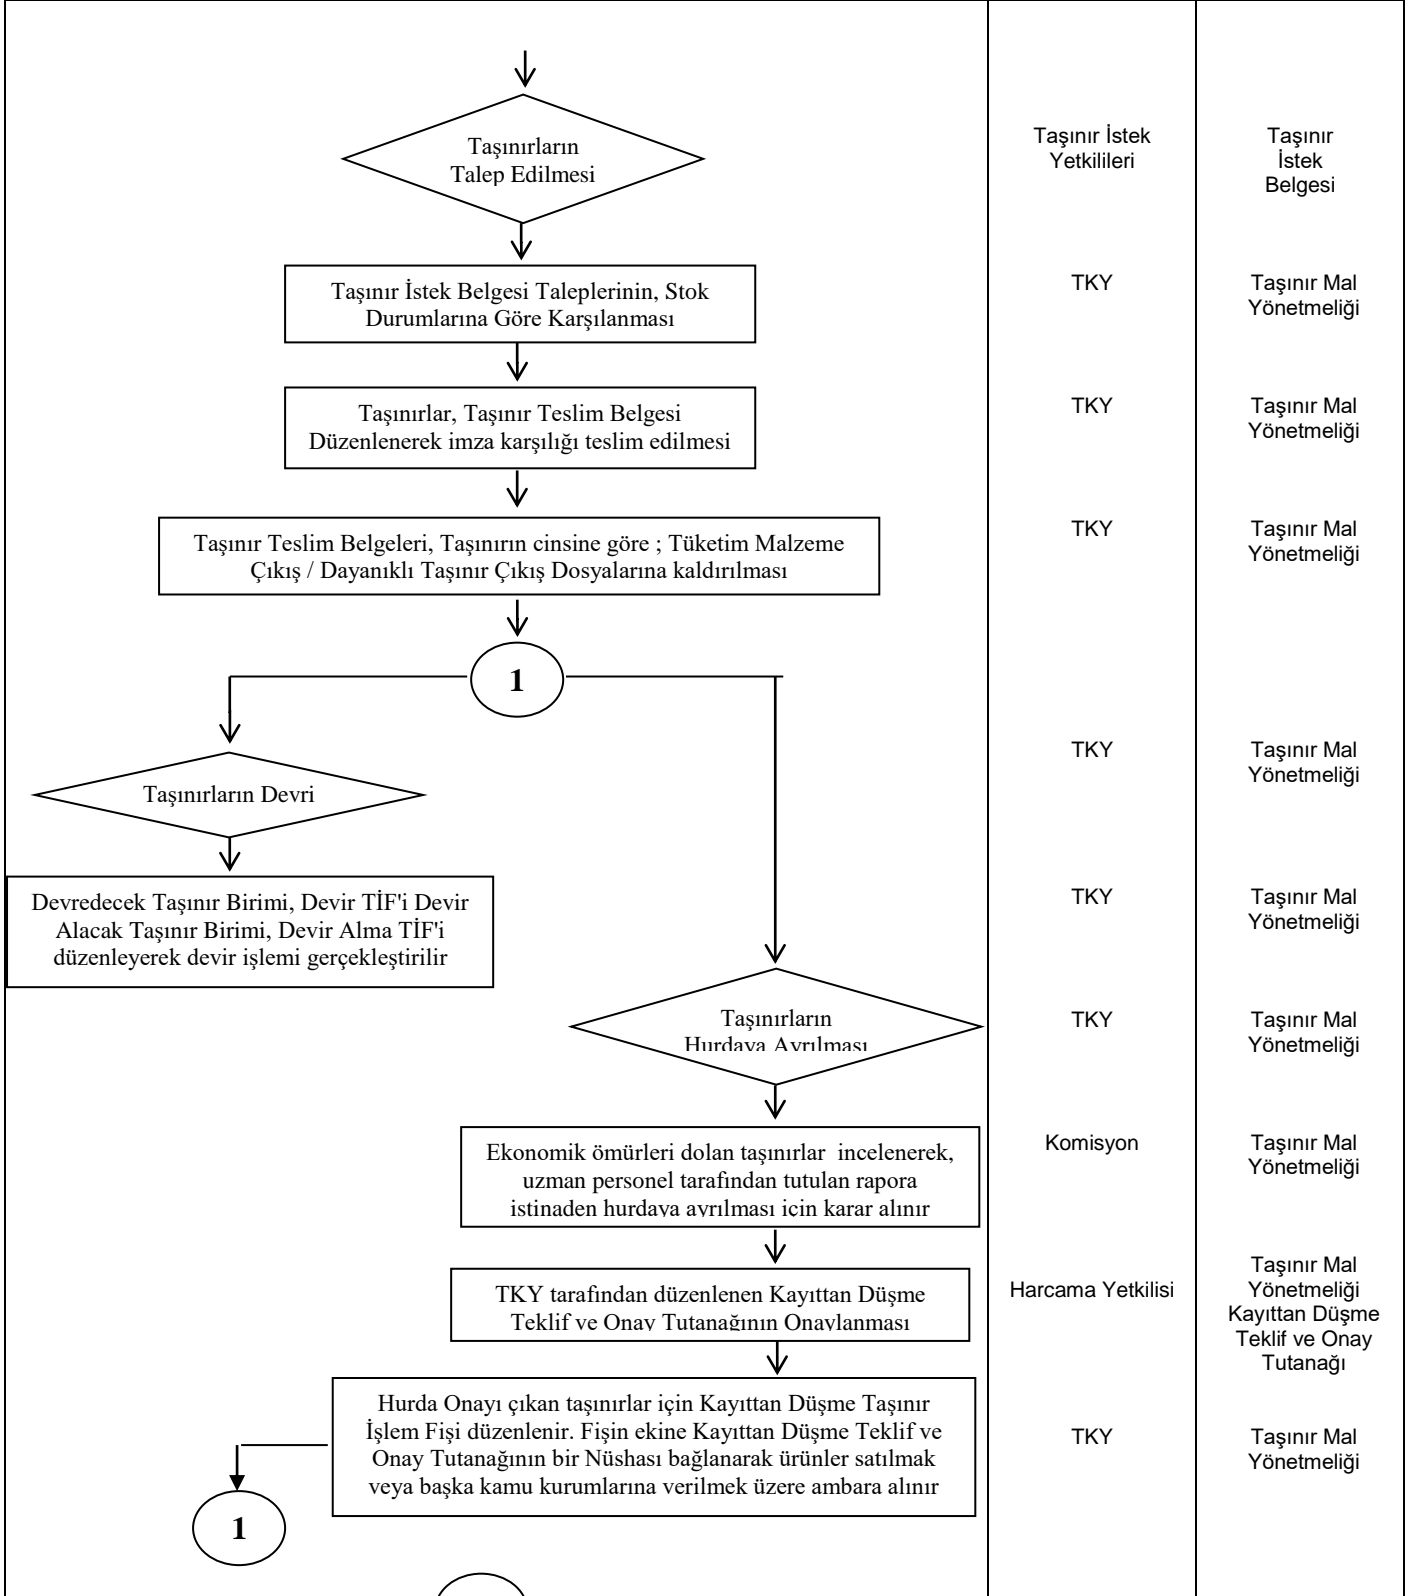 Taşınırların
Talep Edilmesi
Taşınır İstek
Yetkilileri
Taşınır
İstek
Belgesi
Taşınır İstek Belgesi Taleplerinin, Stok
Durumlarına Göre Karşılanması
TKY
Taşınır Mal
Yönetmeliği
Taşınırlar, Taşınır Teslim Belgesi
Düzenlenerek imza karşılığı teslim edilmesi
TKY
Taşınır Mal
Yönetmeliği
Taşınır Teslim Belgeleri, Taşınırın cinsine göre ; Tüketim Malzeme
Çıkış / Dayanıklı Taşınır Çıkış Dosyalarına kaldırılması
TKY
Taşınır Mal
Yönetmeliği
1
Taşınırların Devri
TKY
Taşınır Mal
Yönetmeliği
Devredecek Taşınır Birimi, Devir TİF'i Devir
Alacak Taşınır Birimi, Devir Alma TİF'i
düzenleyerek devir işlemi gerçekleştirilir
TKY
Taşınır Mal
Yönetmeliği
Taşınırların
Hurdaya Ayrılması
TKY
Taşınır Mal
Yönetmeliği
Ekonomik ömürleri dolan taşınırlar incelenerek,
uzman personel tarafından tutulan rapora
istinaden hurdaya ayrılması için karar alınır
Komisyon
Taşınır Mal
Yönetmeliği
TKY tarafından düzenlenen Kayıttan Düşme
Teklif ve Onay Tutanağının Onaylanması
Harcama Yetkilisi
Taşınır Mal
Yönetmeliği
Kayıttan Düşme
Teklif ve Onay
Tutanağı
Hurda Onayı çıkan taşınırlar için Kayıttan Düşme Taşınır
İşlem Fişi düzenlenir. Fişin ekine Kayıttan Düşme Teklif ve
Onay Tutanağının bir Nüshası bağlanarak ürünler satılmak
veya başka kamu kurumlarına verilmek üzere ambara alınır
TKY
Taşınır Mal
Yönetmeliği
1